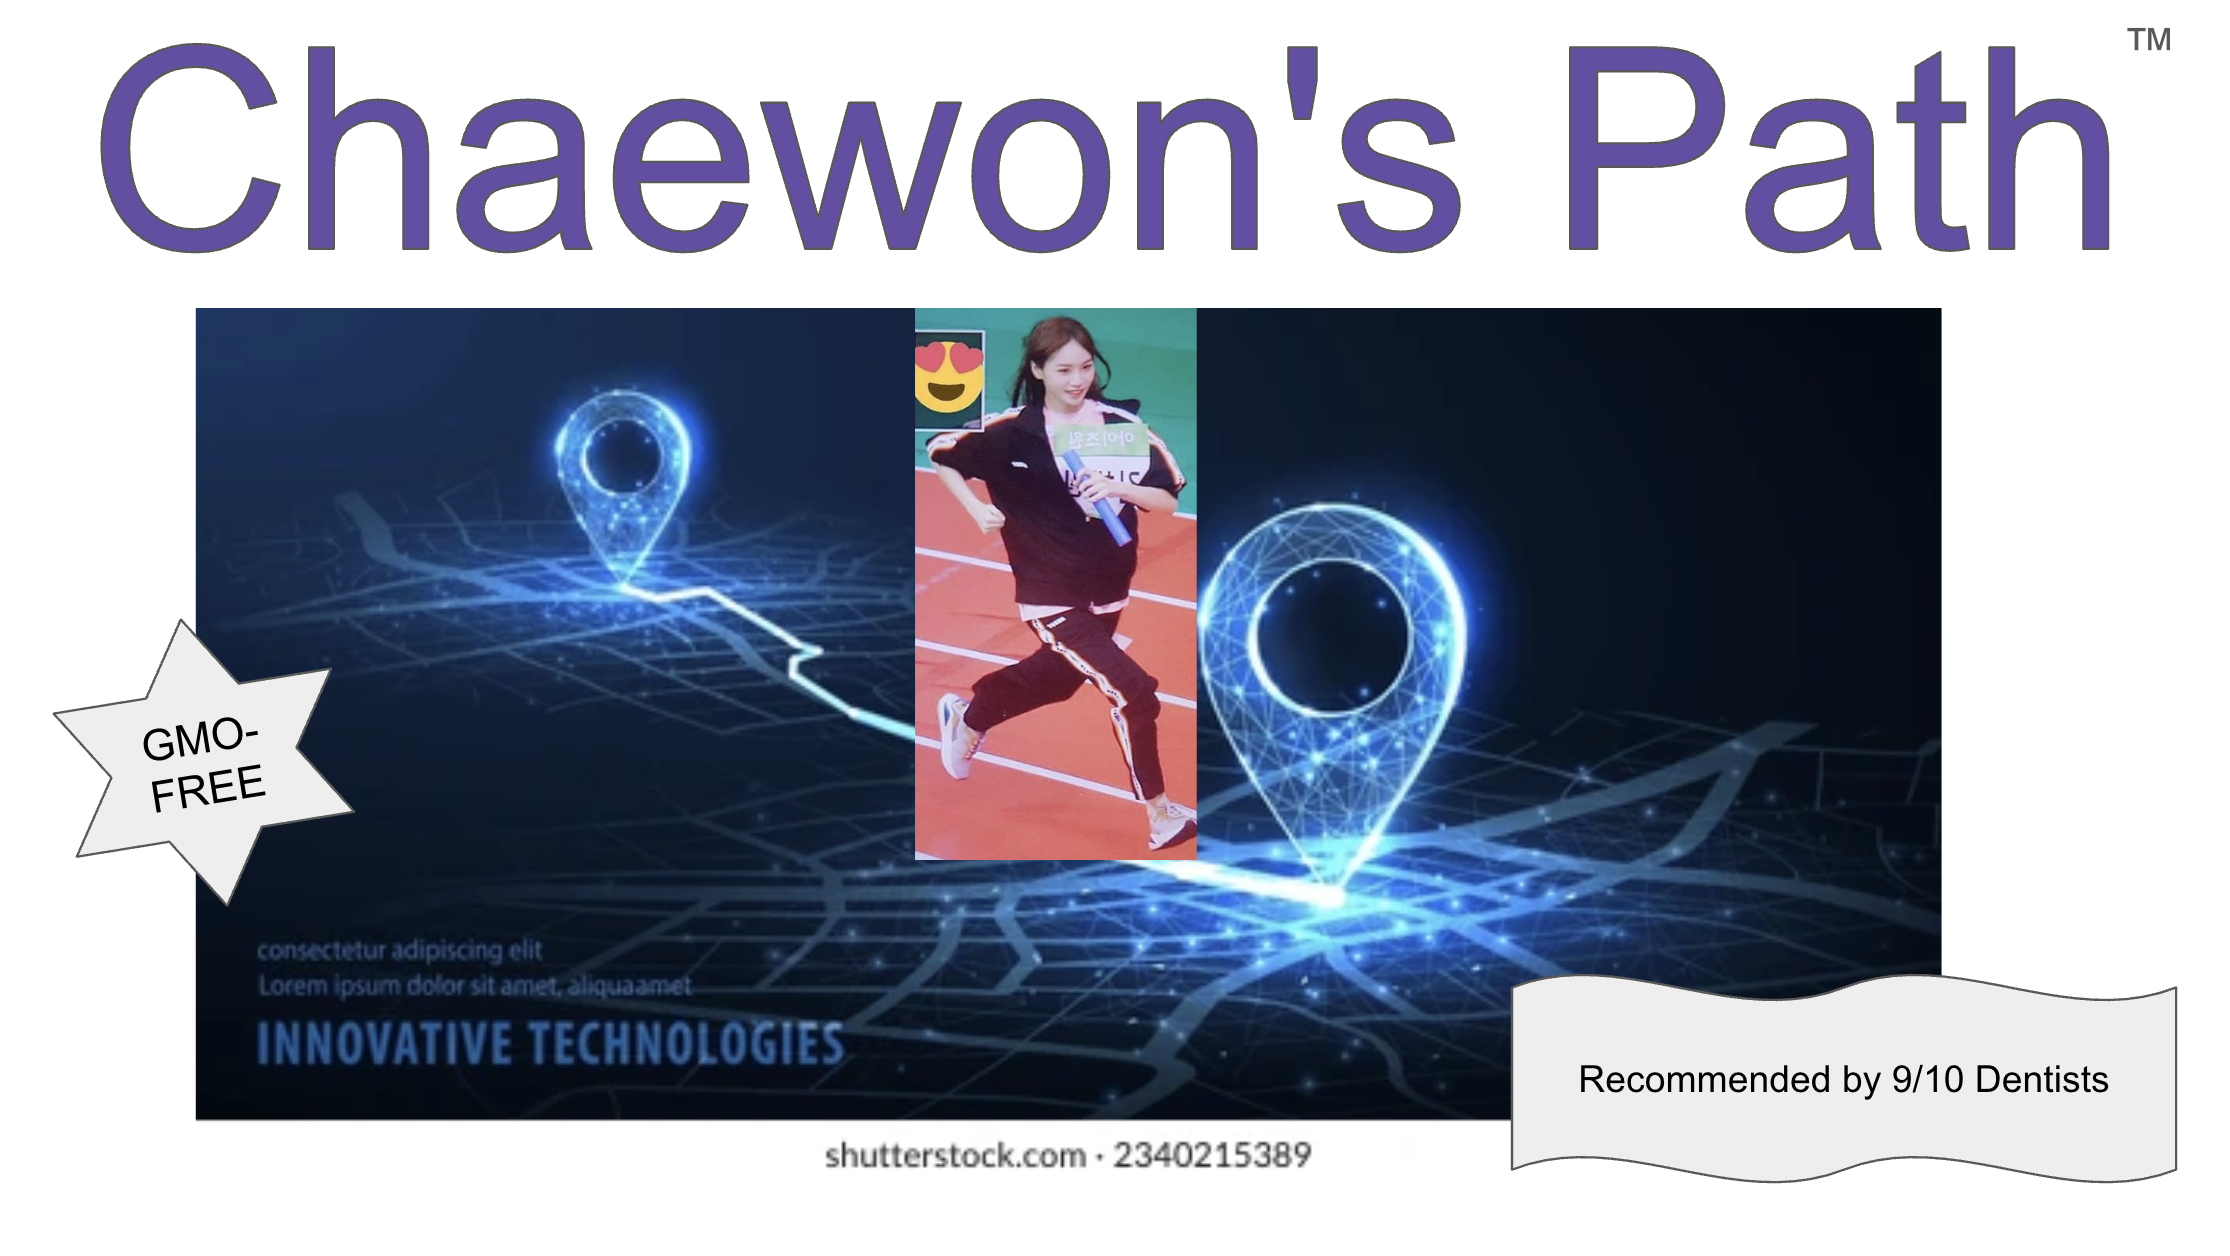 Chaewon's Path
TM
아이즈원
GMO-
FREE
consectetur adipiscing elit
Lorem ipsum dolor sit amet, aliquaamet
INNOVATIVE TECHNOLOGIES
Recommended by 9/10 Dentists
shutterstock.com · 2340215389